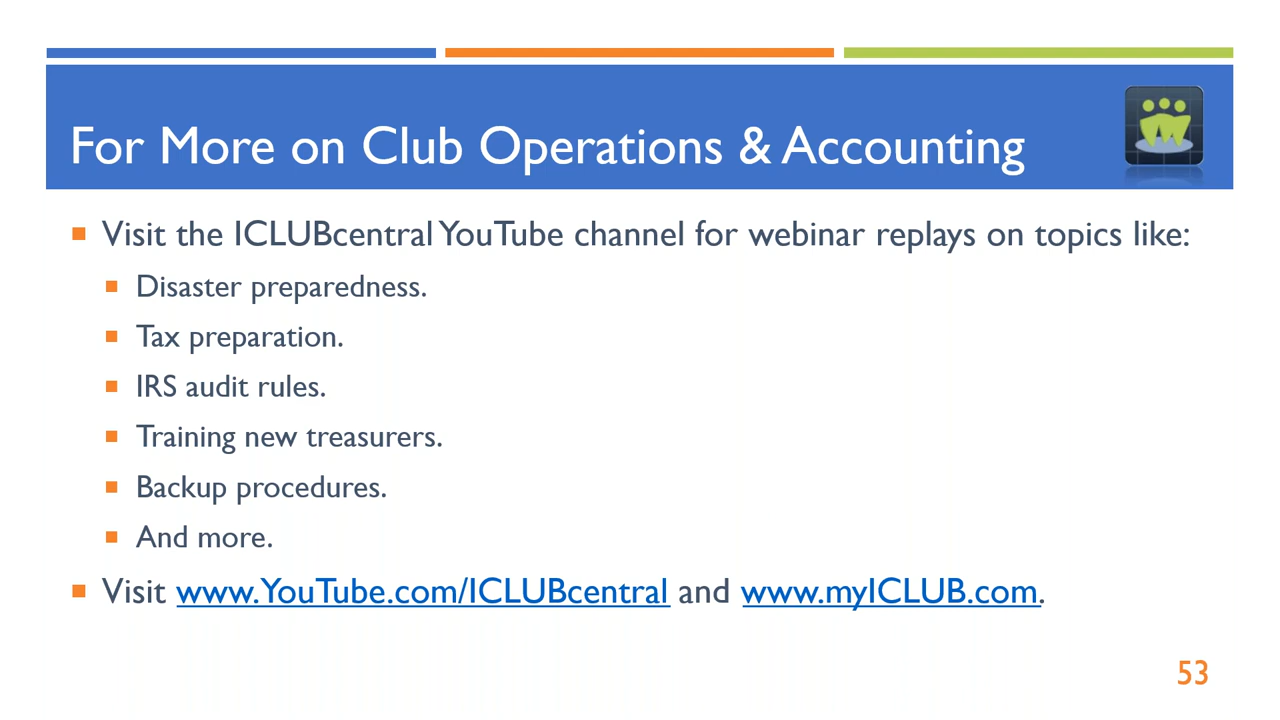 For More on Club Operations & Accounting
Visit the ICLUBcentral YouTube channel for webinar replays on topics like:
Disaster preparedness.
Tax preparation.
IRS audit rules.
Training new treasurers.
Backup procedures.
And more.
Visit www.YouTube.com/ICLUBcentral and www.myICLUB.com.
53